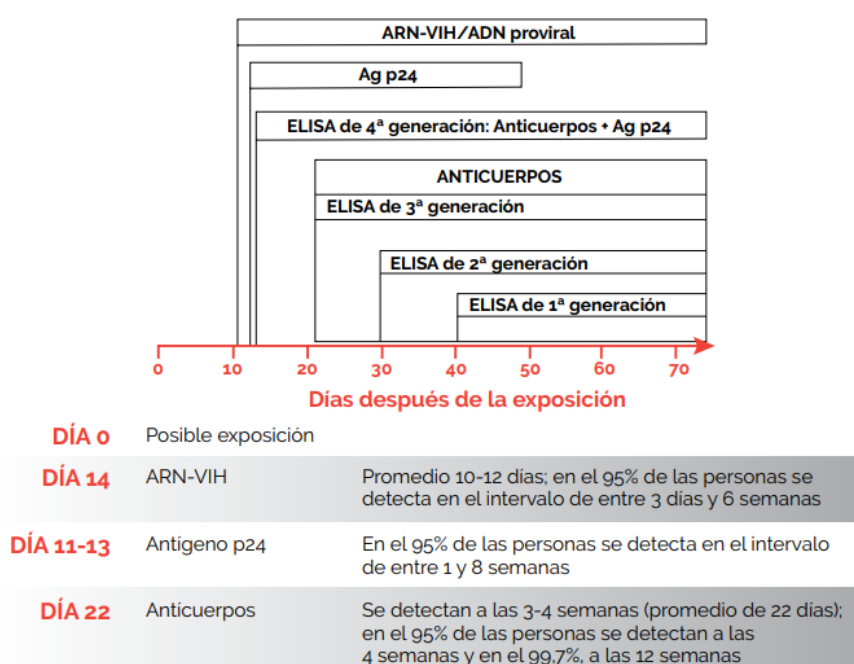 ARN-VIH/ADN proviral
Ag p24
ELISA de 4ª generación: Anticuerpos + Ag p24
ANTICUERPOS
ELISA de 3ª generación
ELISA de 2ª generación
ELISA de 1ª generación
0 10 20 30 40 50 60 70
Días después de la exposición
DÍA 0 Posible exposición
DÍA 14 ARN-VIH Promedio 10-12 días; en el 95% de las personas se
detecta en el intervalo de entre 3 días y 6 semanas
DÍA 11-13 Antígeno p24 En el 95% de las personas se detecta en el intervalo
de entre 1 y 8 semanas
DÍA 22 Anticuerpos Se detectan a las 3-4 semanas (promedio de 22 días);
en el 95% de las personas se detectan a las
4 semanas y en el 99,7%, a las 12 semanas